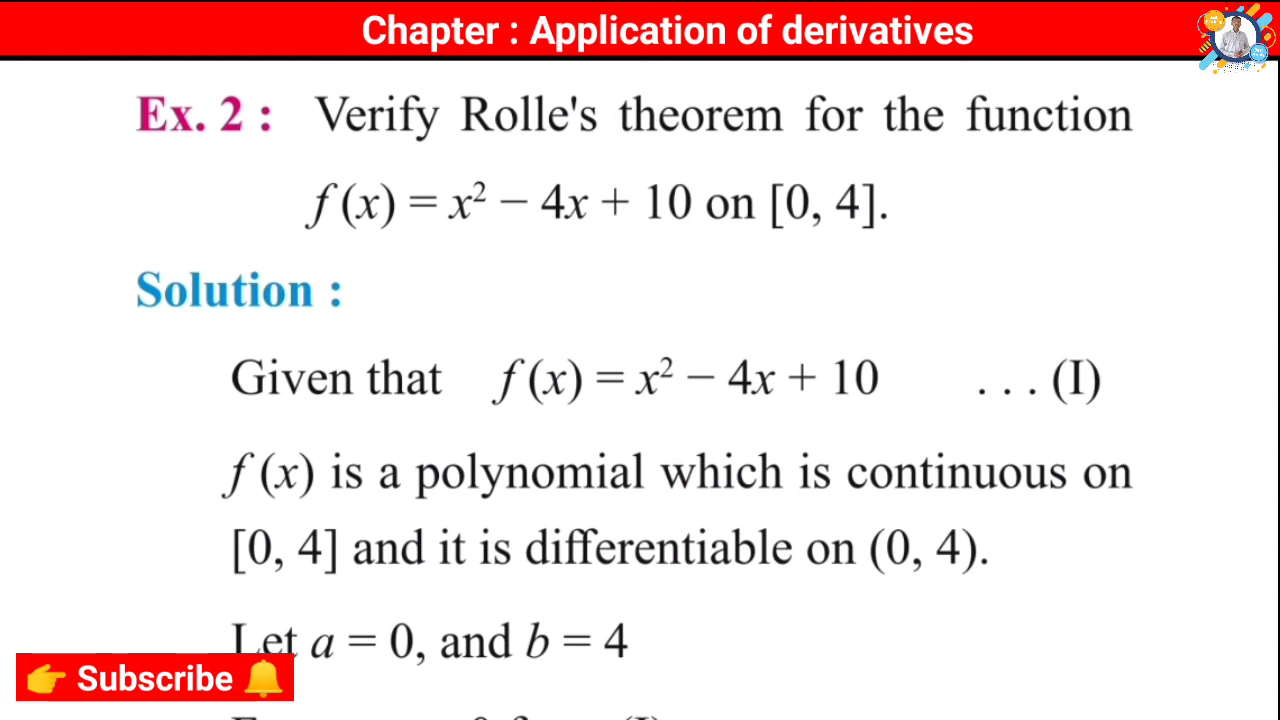 Chapter : Application of derivatives
Ex. 2 : Verify Rolle's theorem for the function
f (x) = x² − 4x + 10 on [0, 4].
Solution :
Given that f (x) = x² − 4x + 10 . . . (I)
f (x) is a polynomial which is continuous on
[0, 4] and it is differentiable on (0, 4).
Let a = 0, and b = 4
👉 Subscribe 🔔